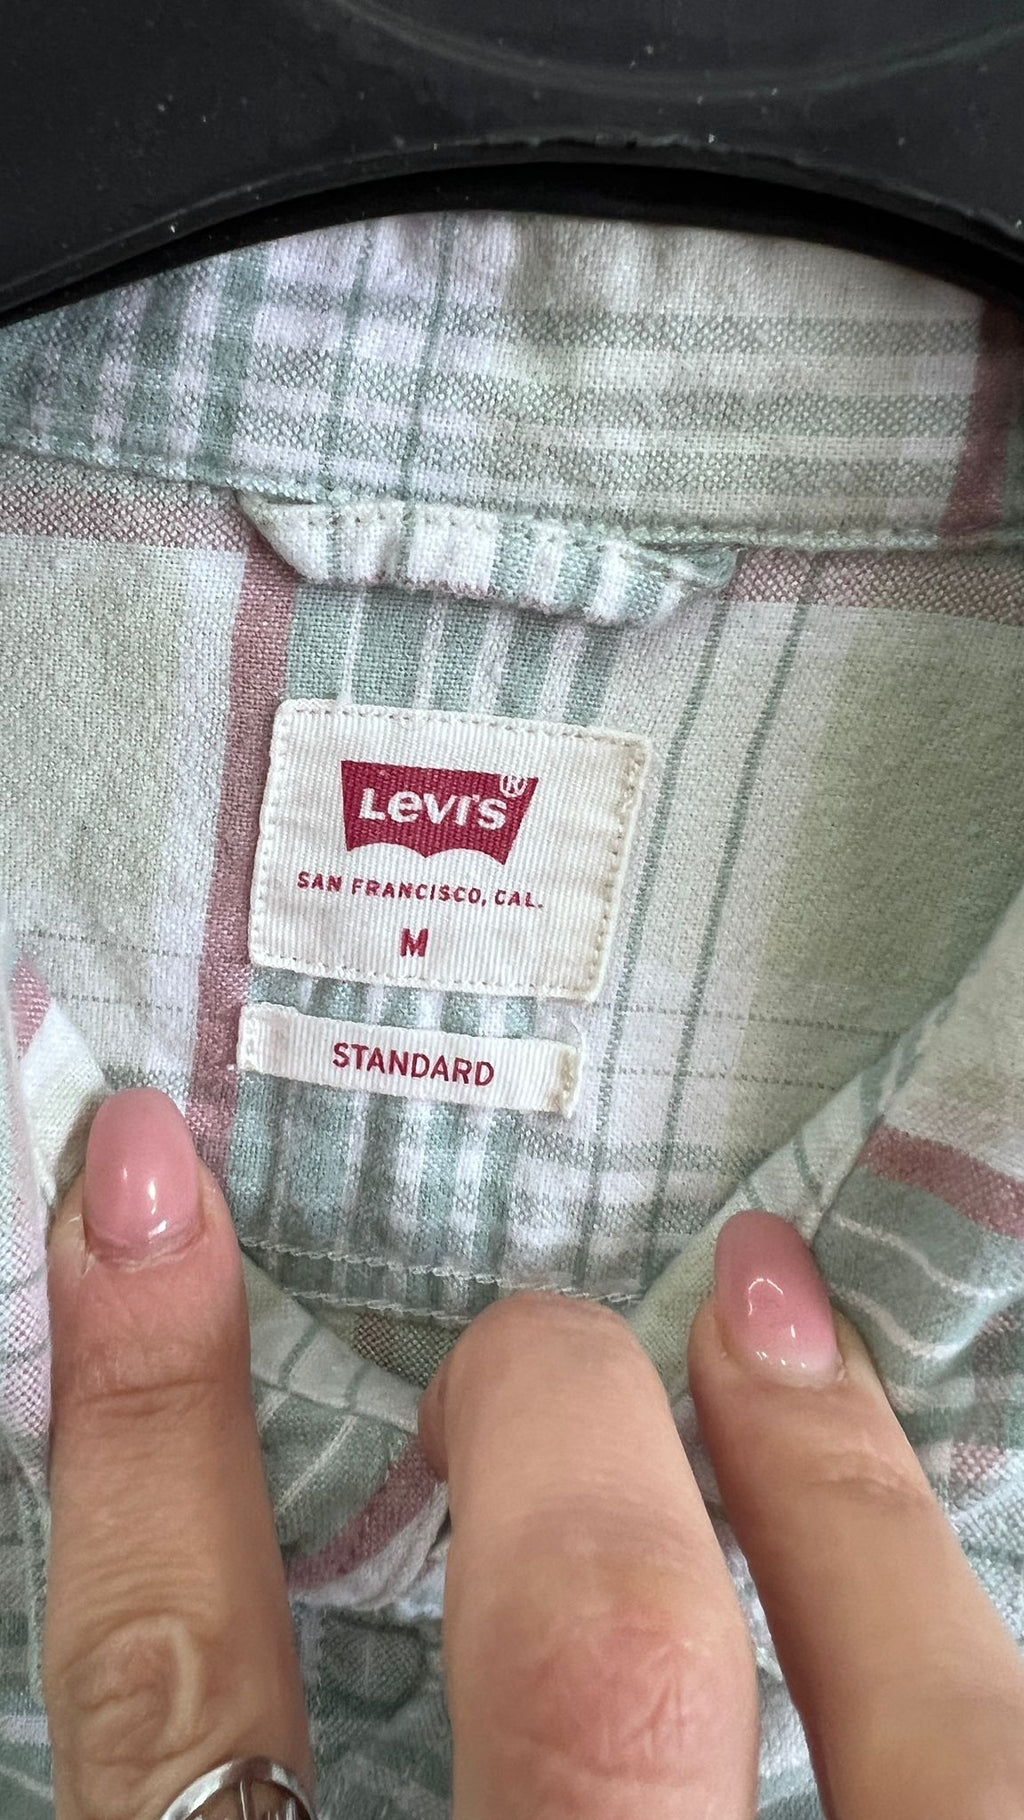 Levi's®
SAN FRANCISCO, CAL.
M
STANDARD